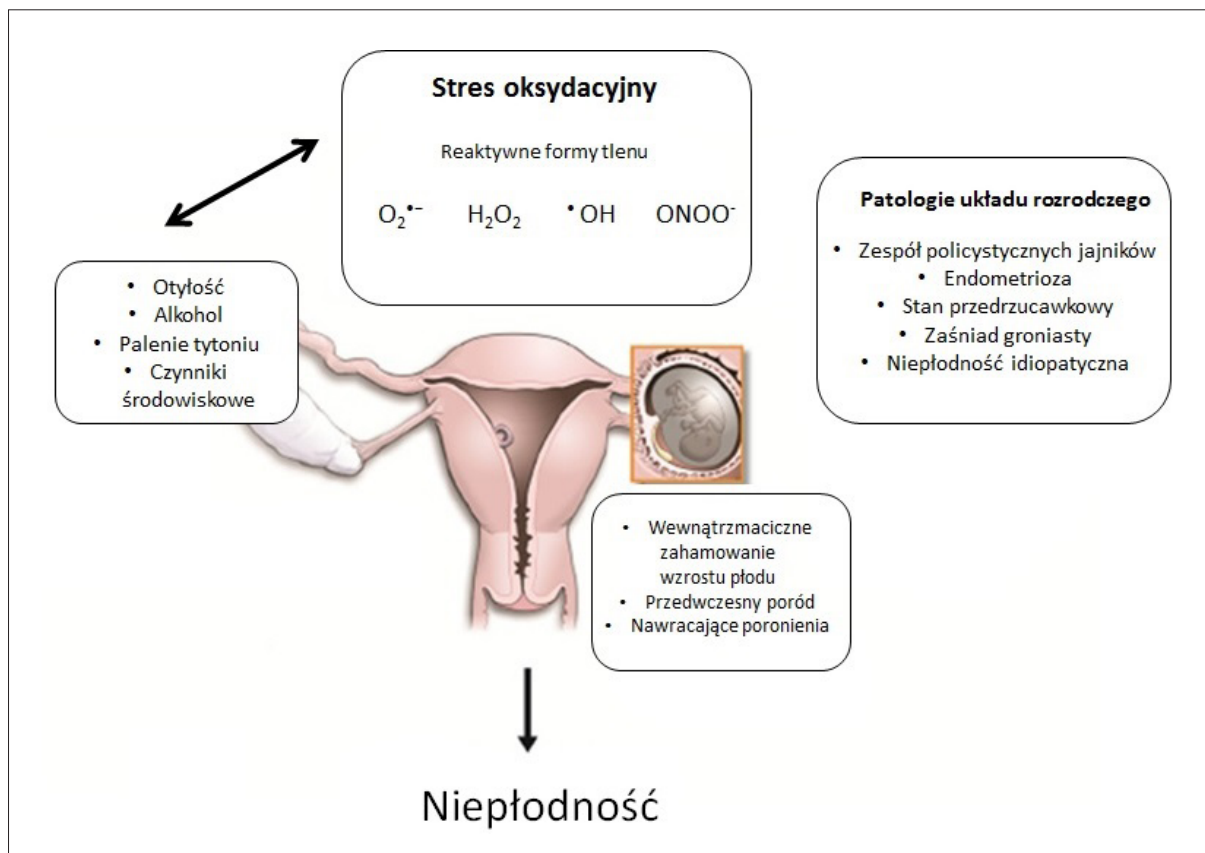 Stres oksydacyjny
Reaktywne formy tlenu
O₂•⁻ H₂O₂ •OH ONOO⁻
Patologie układu rozrodczego
• Zespół policystycznych jajników
• Endometrioza
• Stan przedrzucawkowy
• Zaśniad groniasty
• Niepłodność idiopatyczna
• Otyłość
• Alkohol
• Palenie tytoniu
• Czynniki
środowiskowe
• Wewnątrzmaciczne
zahamowanie
wzrostu płodu
• Przedwczesny poród
• Nawracające poronienia
Niepłodność